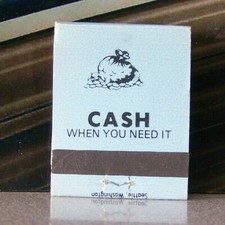 CASH
WHEN YOU NEED IT
Seattle, Washington